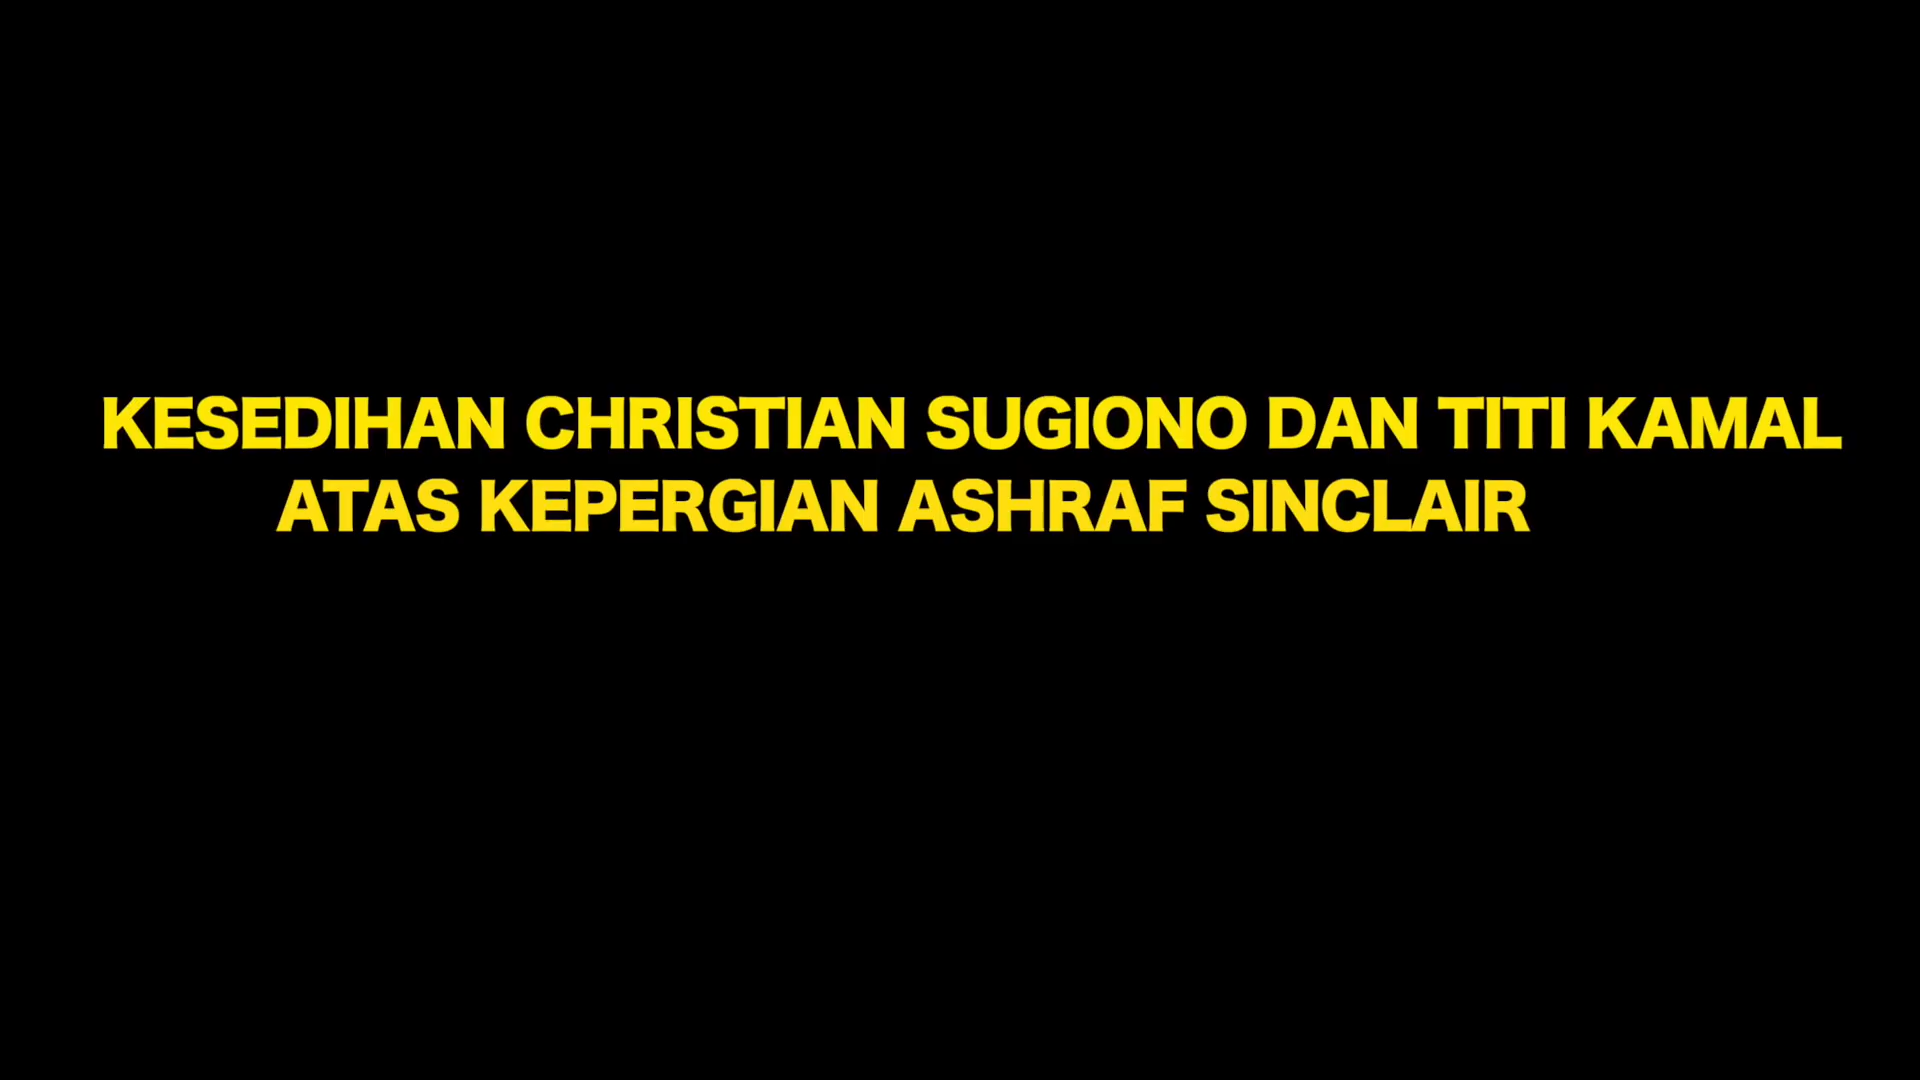 KESEDIHAN CHRISTIAN SUGIONO DAN TITI KAMAL
ATAS KEPERGIAN ASHRAF SINCLAIR